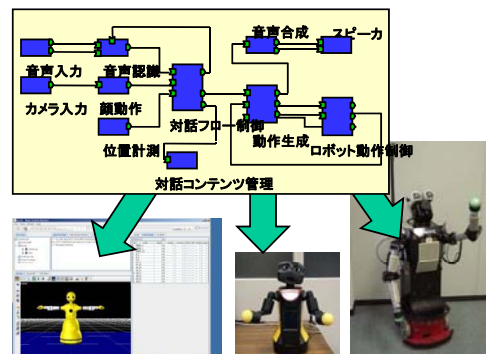 音声合成 スピーカ
音声入力 音声認識
カメラ入力 顔動作
対話フロー制御
動作生成
位置計測
ロボット動作制御
対話コンテンツ管理